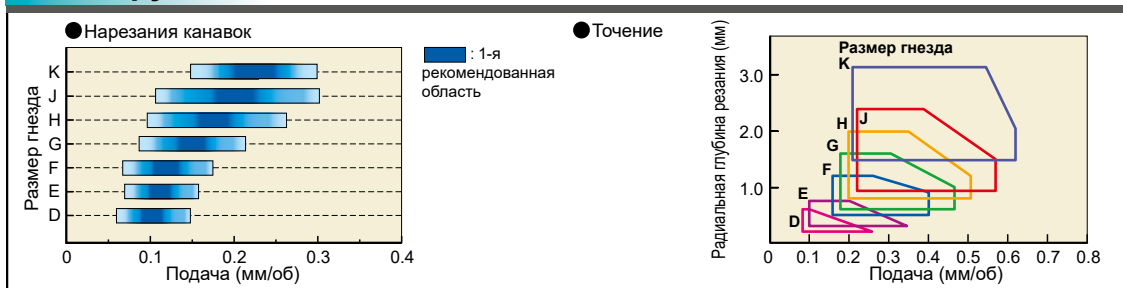 ●Нарезания канавок
Размер гнезда
K
J
H
G
F
E
D
0 0.1 0.2 0.3 0.4
Подача (мм/об)
: 1-я
рекомендованная
область
●Точение
Радиальная глубина резания (мм)
Размер гнезда
K
3.0
2.0
1.0
H J
G
F
E
D
0 0.1 0.2 0.3 0.4 0.5 0.6 0.7 0.8
Подача (мм/об)